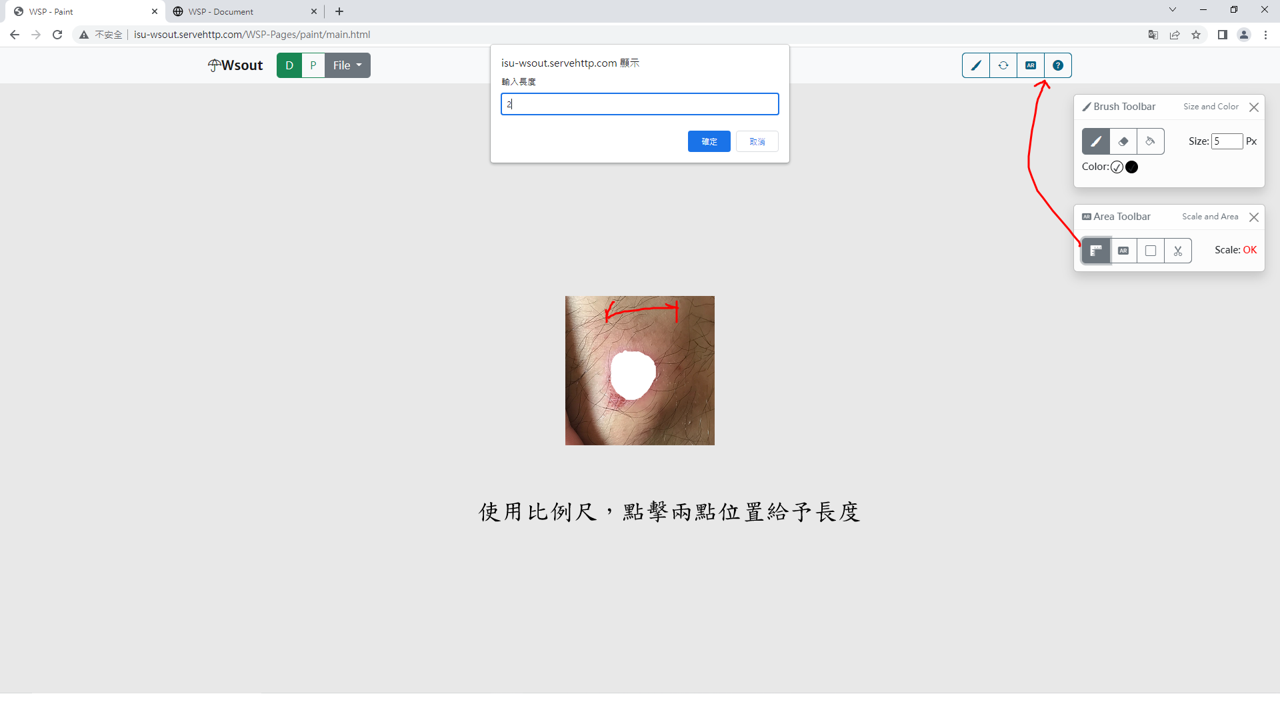 WSP - Paint
WSP - Document
不安全 | isu-wsout.servehttp.com/WSP-Pages/paint/main.html
Wsout
D
P
File
AR
?
isu-wsout.servehttp.com 顯示
輸入長度
2
確定
取消
Brush Toolbar
Size and Color
Size: 5 Px
Color:
AR Area Toolbar
Scale and Area
AR
Scale: OK
使用比例尺，點擊兩點位置給予長度